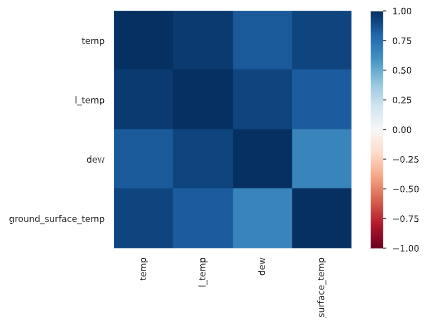 temp
l_temp
dew
ground_surface_temp
temp
l_temp
dew
_surface_temp
1.00
0.75
0.50
0.25
0.00
−0.25
−0.50
−0.75
−1.00